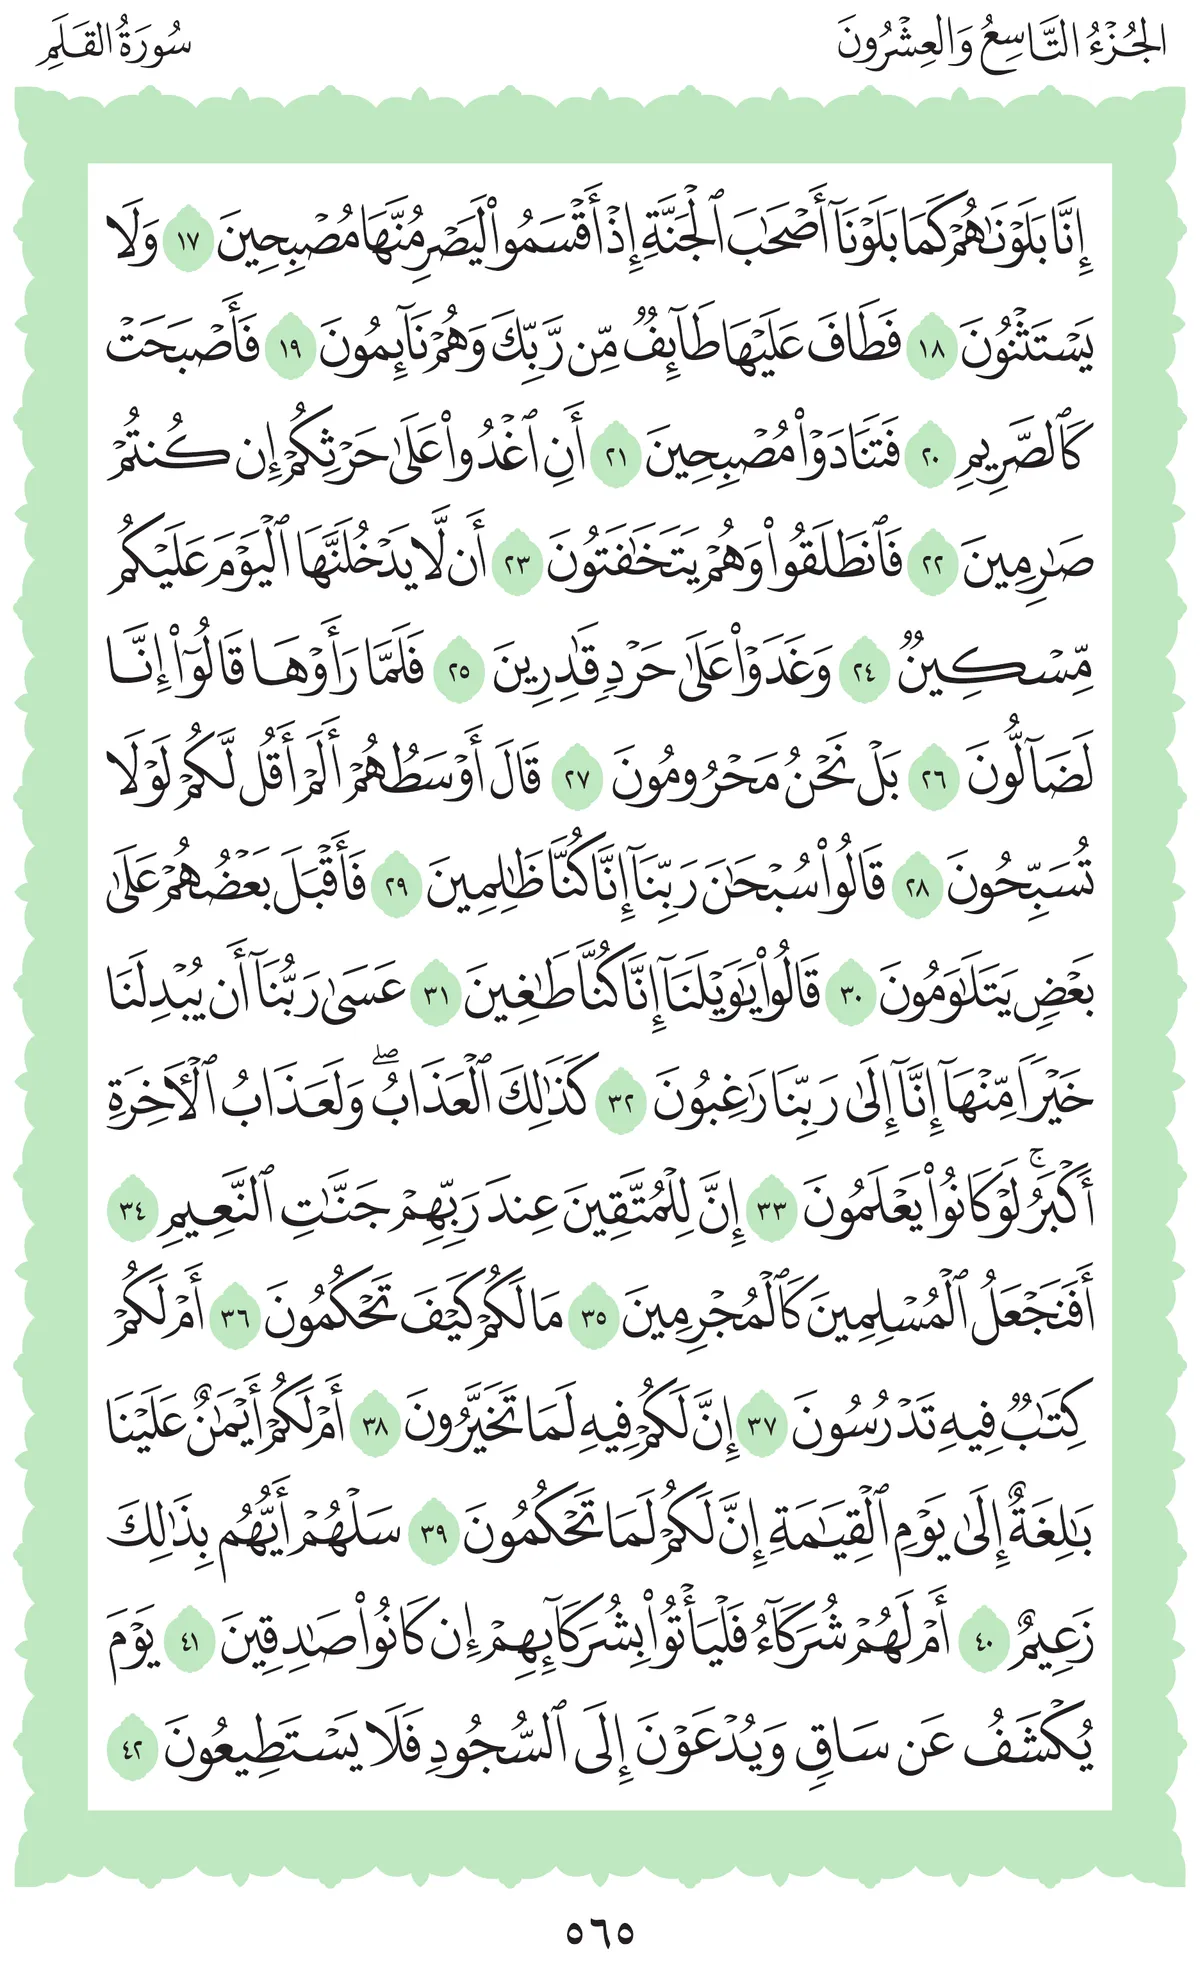 الجُزْءُ التَّاسِعُ وَالعِشْرُونَ
سُورَةُ القَلَمِ
إِنَّا بَلَوْنَٰهُمْ كَمَا بَلَوْنَآ أَصْحَٰبَ ٱلْجَنَّةِ إِذْ أَقْسَمُوا۟ لَيَصْرِمُنَّهَا مُصْبِحِينَ ١٧ وَلَا
يَسْتَثْنُونَ ١٨ فَطَافَ عَلَيْهَا طَآئِفٌ مِّن رَّبِّكَ وَهُمْ نَآئِمُونَ ١٩ فَأَصْبَحَتْ
كَٱلصَّرِيمِ ٢٠ فَتَنَادَوْا۟ مُصْبِحِينَ ٢١ أَنِ ٱغْدُوا۟ عَلَىٰ حَرْثِكُمْ إِن كُنتُمْ
صَٰرِمِينَ ٢٢ فَٱنطَلَقُوا۟ وَهُمْ يَتَخَٰفَتُونَ ٢٣ أَن لَّا يَدْخُلَنَّهَا ٱلْيَوْمَ عَلَيْكُم
مِّسْكِينٌ ٢٤ وَغَدَوْا۟ عَلَىٰ حَرْدٍ قَٰدِرِينَ ٢٥ فَلَمَّا رَأَوْهَا قَالُوٓا۟ إِنَّا
لَضَآلُّونَ ٢٦ بَلْ نَحْنُ مَحْرُومُونَ ٢٧ قَالَ أَوْسَطُهُمْ أَلَمْ أَقُل لَّكُمْ لَوْلَا
تُسَبِّحُونَ ٢٨ قَالُوا۟ سُبْحَٰنَ رَبِّنَآ إِنَّا كُنَّا ظَٰلِمِينَ ٢٩ فَأَقْبَلَ بَعْضُهُمْ عَلَىٰ
بَعْضٍ يَتَلَٰوَمُونَ ٣٠ قَالُوا۟ يَٰوَيْلَنَآ إِنَّا كُنَّا طَٰغِينَ ٣١ عَسَىٰ رَبُّنَآ أَن يُبْدِلَنَا
خَيْرًا مِّنْهَآ إِنَّآ إِلَىٰ رَبِّنَا رَٰغِبُونَ ٣٢ كَذَٰلِكَ ٱلْعَذَابُ ۖ وَلَعَذَابُ ٱلْـَٔاخِرَةِ
أَكْبَرُ ۚ لَوْ كَانُوا۟ يَعْلَمُونَ ٣٣ إِنَّ لِلْمُتَّقِينَ عِندَ رَبِّهِمْ جَنَّٰتِ ٱلنَّعِيمِ ٣٤
أَفَنَجْعَلُ ٱلْمُسْلِمِينَ كَٱلْمُجْرِمِينَ ٣٥ مَا لَكُمْ كَيْفَ تَحْكُمُونَ ٣٦ أَمْ لَكُمْ
كِتَٰبٌ فِيهِ تَدْرُسُونَ ٣٧ إِنَّ لَكُمْ فِيهِ لَمَا تَخَيَّرُونَ ٣٨ أَمْ لَكُمْ أَيْمَٰنٌ عَلَيْنَا
بَٰلِغَةٌ إِلَىٰ يَوْمِ ٱلْقِيَٰمَةِ إِنَّ لَكُمْ لَمَا تَحْكُمُونَ ٣٩ سَلْهُمْ أَيُّهُم بِذَٰلِكَ
زَعِيمٌ ٤٠ أَمْ لَهُمْ شُرَكَآءُ فَلْيَأْتُوا۟ بِشُرَكَآئِهِمْ إِن كَانُوا۟ صَٰدِقِينَ ٤١ يَوْمَ
يُكْشَفُ عَن سَاقٍ وَيُدْعَوْنَ إِلَى ٱلسُّجُودِ فَلَا يَسْتَطِيعُونَ ٤٢
٥٦٥